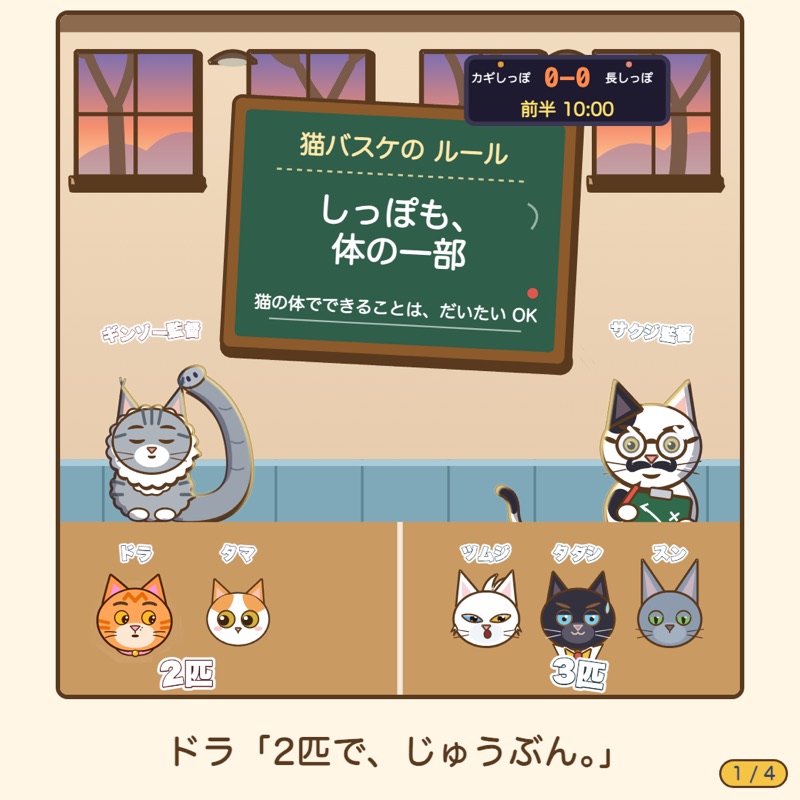 カギしっぽ 0-0 長しっぽ
前半 10:00
猫バスケの ルール
しっぽも、
体の一部
猫の体でできることは、だいたい OK
ギンゾー監督
サクジ監督
ドラ
タマ
ツムジ
タダシ
スン
2匹
3匹
ドラ「2匹で、じゅうぶん。」
1 / 4